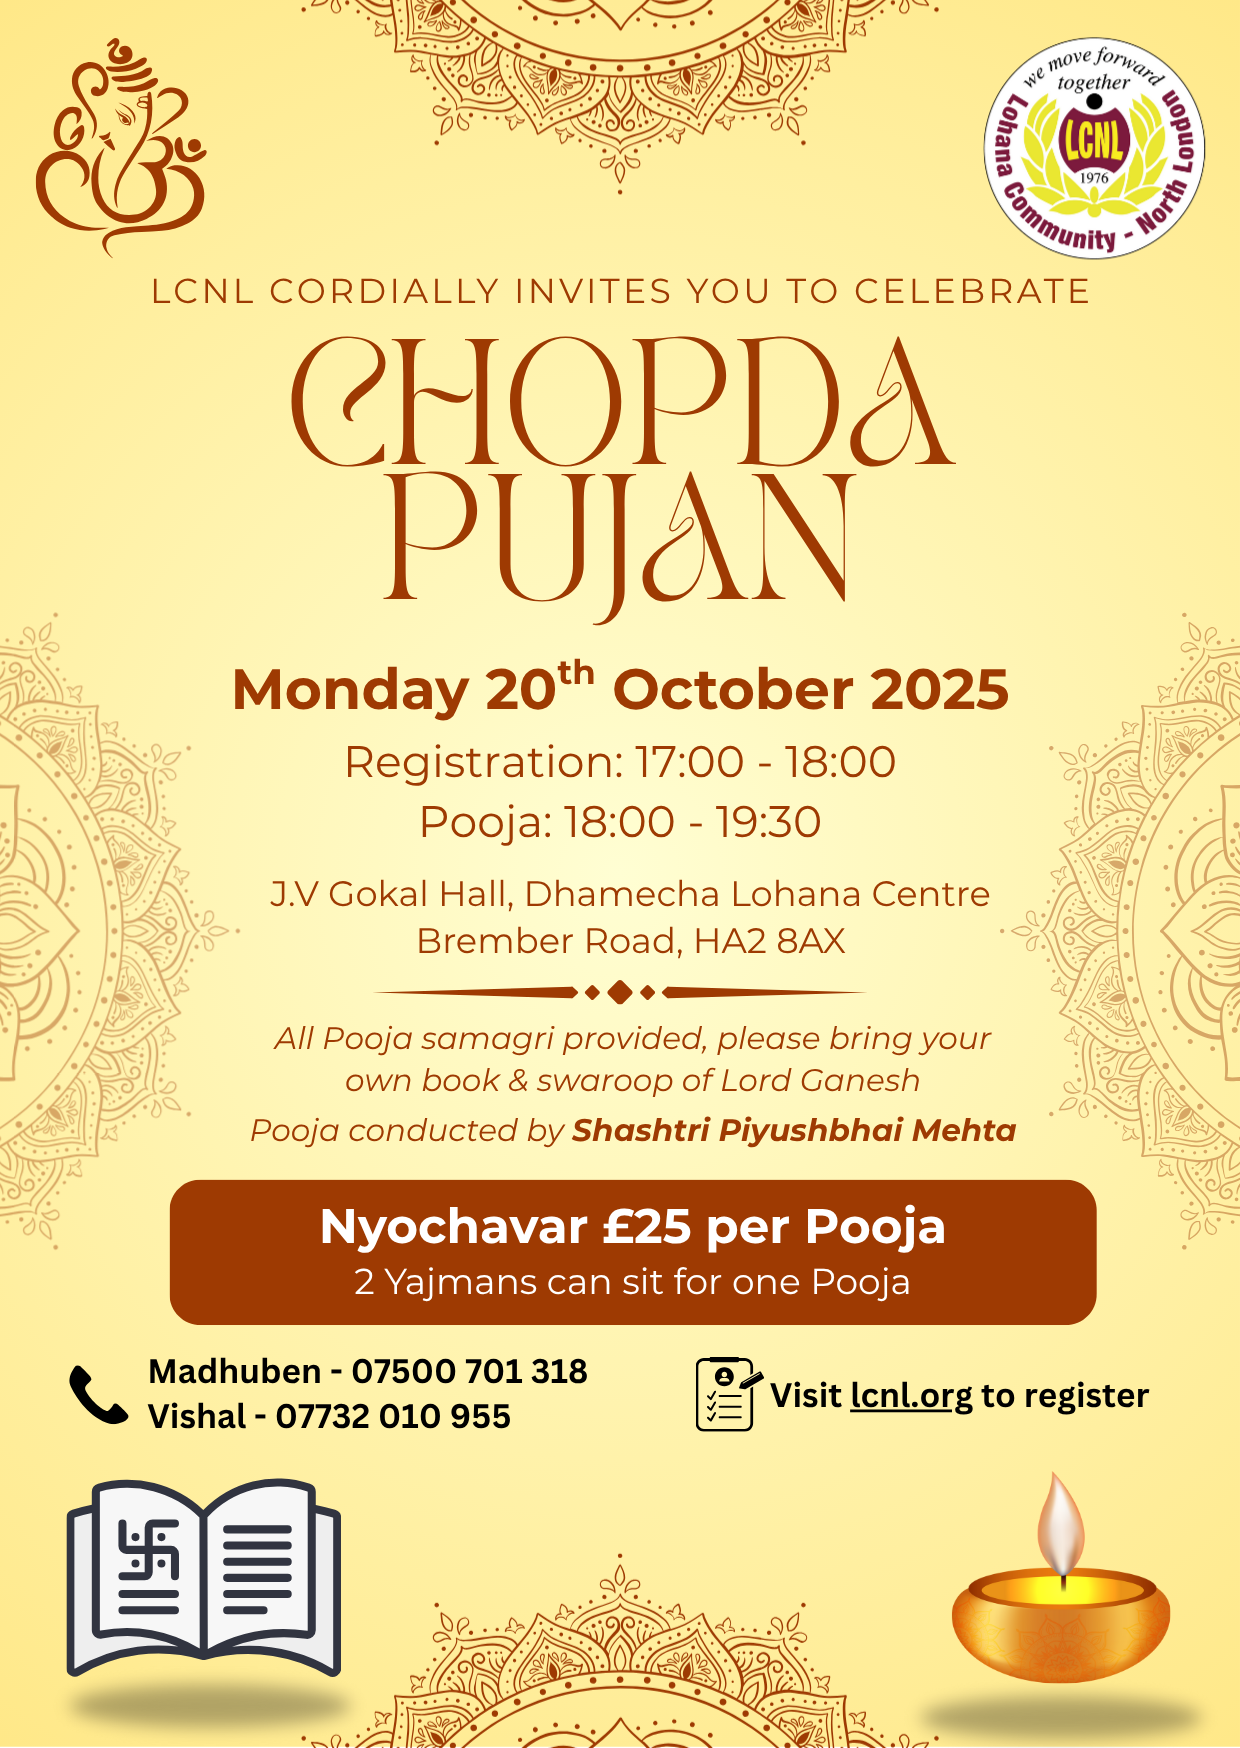 we move forward
together
LCNL
1976
Lohana Community - North London
LCNL CORDIALLY INVITES YOU TO CELEBRATE
CHOPDA
PUJAN
Monday 20th October 2025
Registration: 17:00 - 18:00
Pooja: 18:00 - 19:30
J.V Gokal Hall, Dhamecha Lohana Centre
Brember Road, HA2 8AX
All Pooja samagri provided, please bring your
own book & swaroop of Lord Ganesh
Pooja conducted by Shashtri Piyushbhai Mehta
Nyochavar £25 per Pooja
2 Yajmans can sit for one Pooja
Madhuben - 07500 701 318
Vishal - 07732 010 955
Visit lcnl.org to register